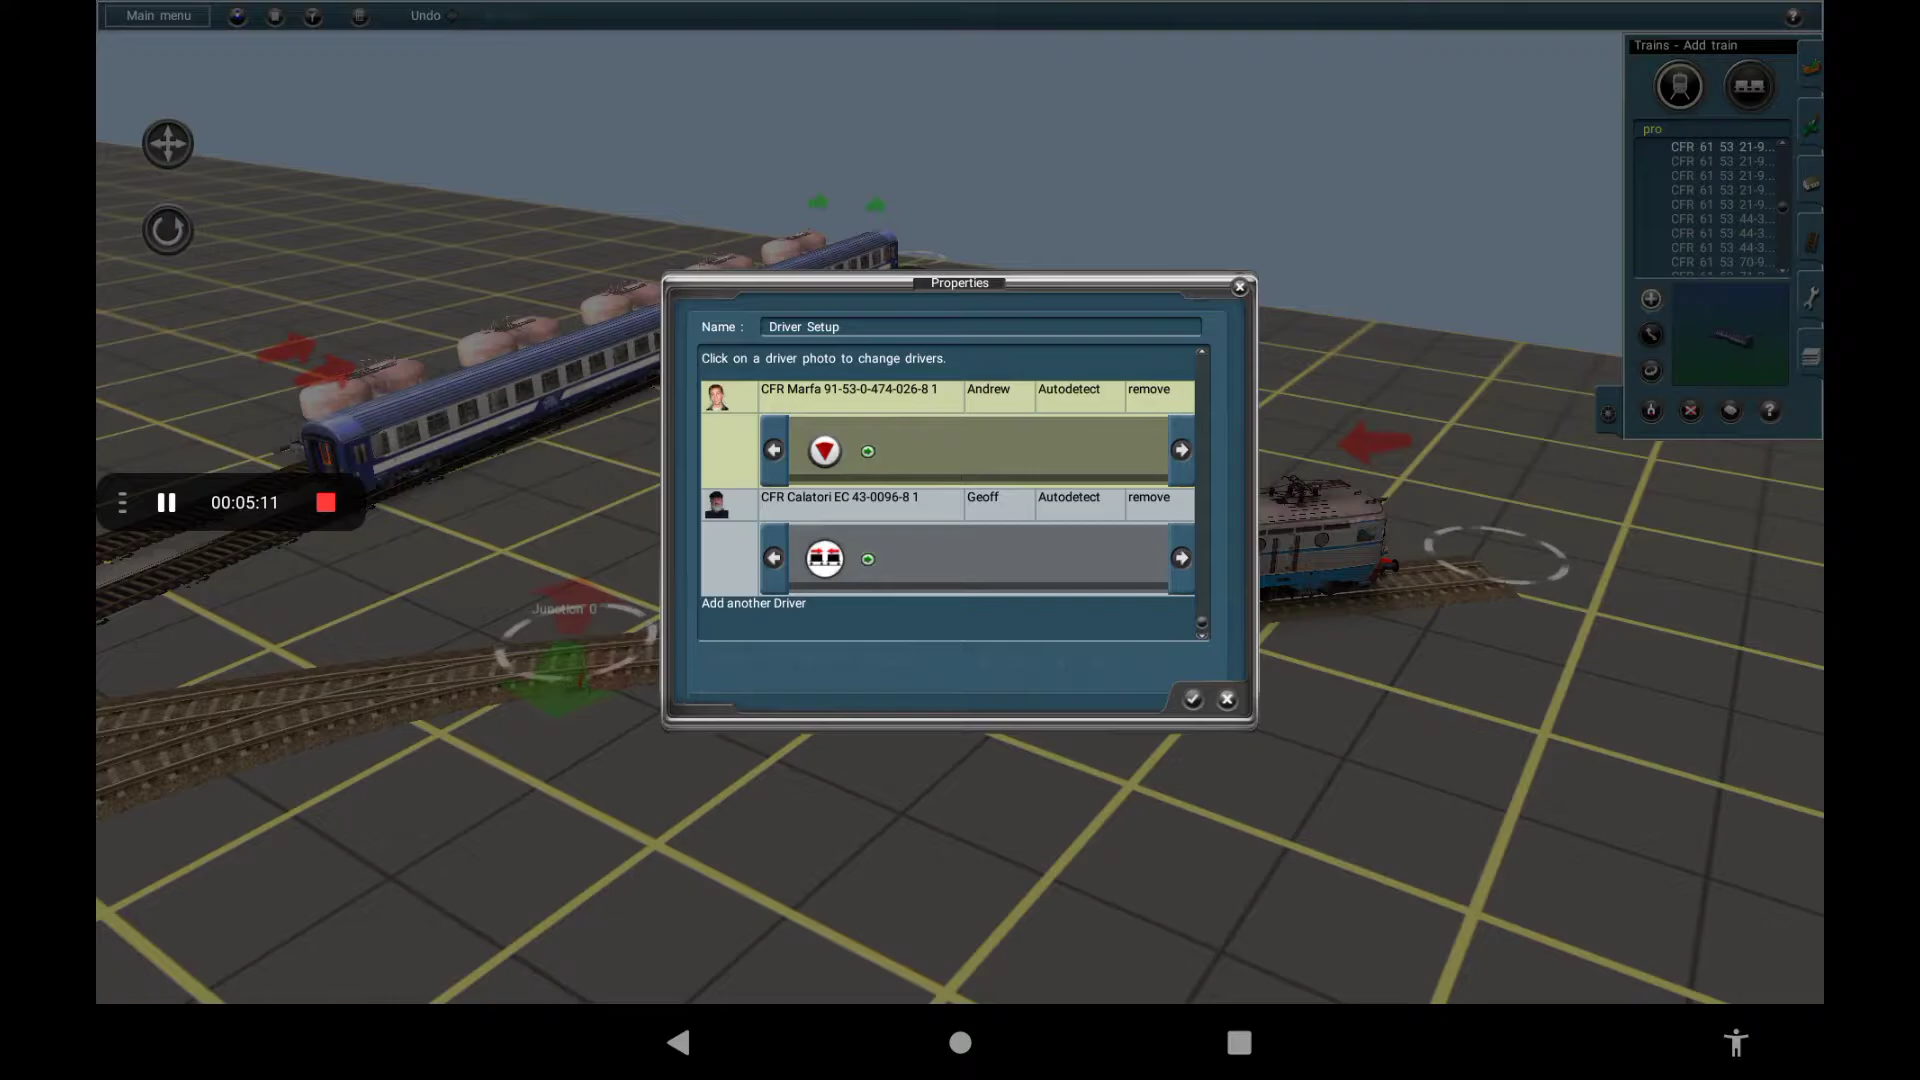 Main menu
Undo
Trains - Add train
pro
CFR 61 53 21-9...
CFR 61 53 21-9...
CFR 61 53 21-9...
CFR 61 53 21-9...
CFR 61 53 21-9...
CFR 61 53 44-3...
CFR 61 53 44-3...
CFR 61 53 44-3...
CFR 61 53 70-9...
Properties
Name : Driver Setup
Click on a driver photo to change drivers.
CFR Marfa 91-53-0-474-026-8 1 Andrew Autodetect remove
CFR Calatori EC 43-0096-8 1 Geoff Autodetect remove
Add another Driver
00:05:11
Junction 0